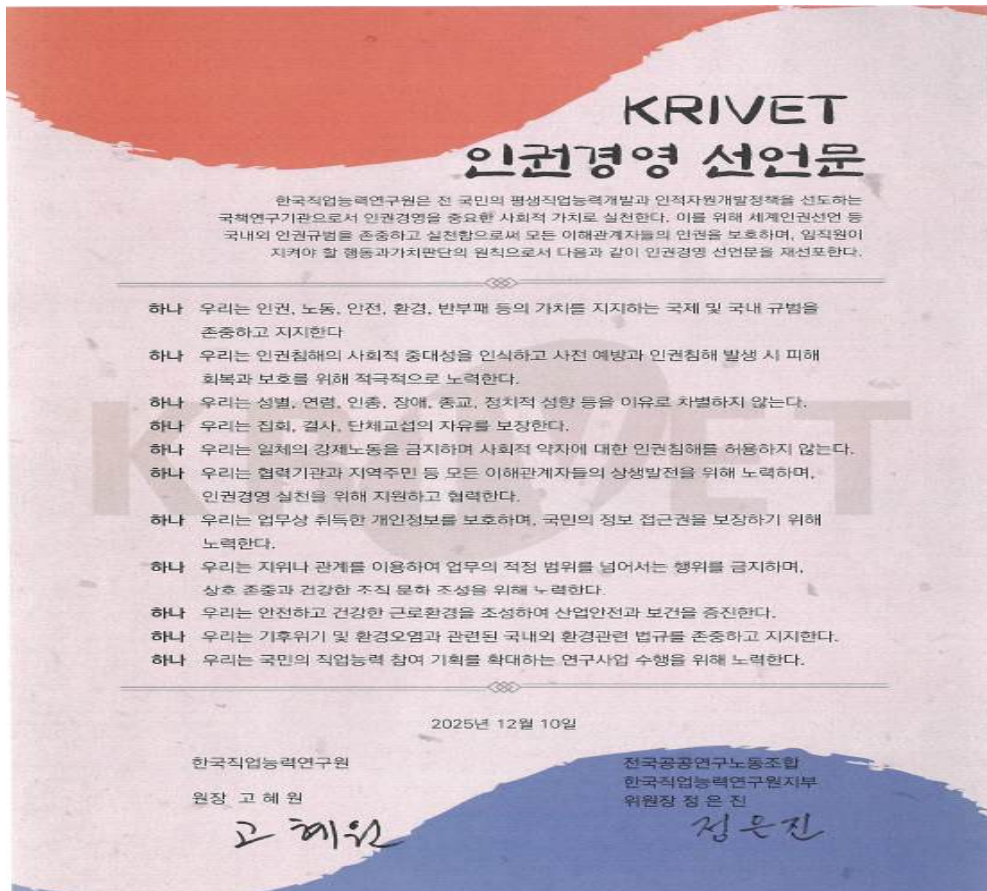 KRIVET
인권경영 선언문
한국직업능력연구원은 전 국민의 평생직업능력개발과 인적자원개발정책을 선도하는
국책연구기관으로서 인권경영을 중요한 사회적 가치로 실천한다. 이를 위해 세계인권선언 등
국내외 인권규범을 존중하고 실천함으로써 모든 이해관계자들의 인권을 보호하며, 임직원이
지켜야 할 행동과가치판단의 원칙으로서 다음과 같이 인권경영 선언문을 재선포한다.
하나 우리는 인권, 노동, 안전, 환경, 반부패 등의 가치를 지지하는 국제 및 국내 규범을
존중하고 지지한다
하나 우리는 인권침해의 사회적 중대성을 인식하고 사전 예방과 인권침해 발생 시 피해
회복과 보호를 위해 적극적으로 노력한다.
하나 우리는 성별, 연령, 인종, 장애, 종교, 정치적 성향 등을 이유로 차별하지 않는다.
하나 우리는 집회, 결사, 단체교섭의 자유를 보장한다.
하나 우리는 일체의 강제노동을 금지하며 사회적 약자에 대한 인권침해를 허용하지 않는다.
하나 우리는 협력기관과 지역주민 등 모든 이해관계자들의 상생발전을 위해 노력하며,
인권경영 실천을 위해 지원하고 협력한다.
하나 우리는 업무상 취득한 개인정보를 보호하며, 국민의 정보 접근권을 보장하기 위해
노력한다.
하나 우리는 지위나 관계를 이용하여 업무의 적정 범위를 넘어서는 행위를 금지하며,
상호 존중과 건강한 조직 문화 조성을 위해 노력한다.
하나 우리는 안전하고 건강한 근로환경을 조성하여 산업안전과 보건을 증진한다.
하나 우리는 기후위기 및 환경오염과 관련된 국내외 환경관련 법규를 존중하고 지지한다.
하나 우리는 국민의 직업능력 참여 기회를 확대하는 연구사업 수행을 위해 노력한다.
KRIVET
2025년 12월 10일
한국직업능력연구원
원장 고 혜 원
고 혜 원
전국공공연구노동조합
한국직업능력연구원지부
위원장 정 은 진
정 은 진